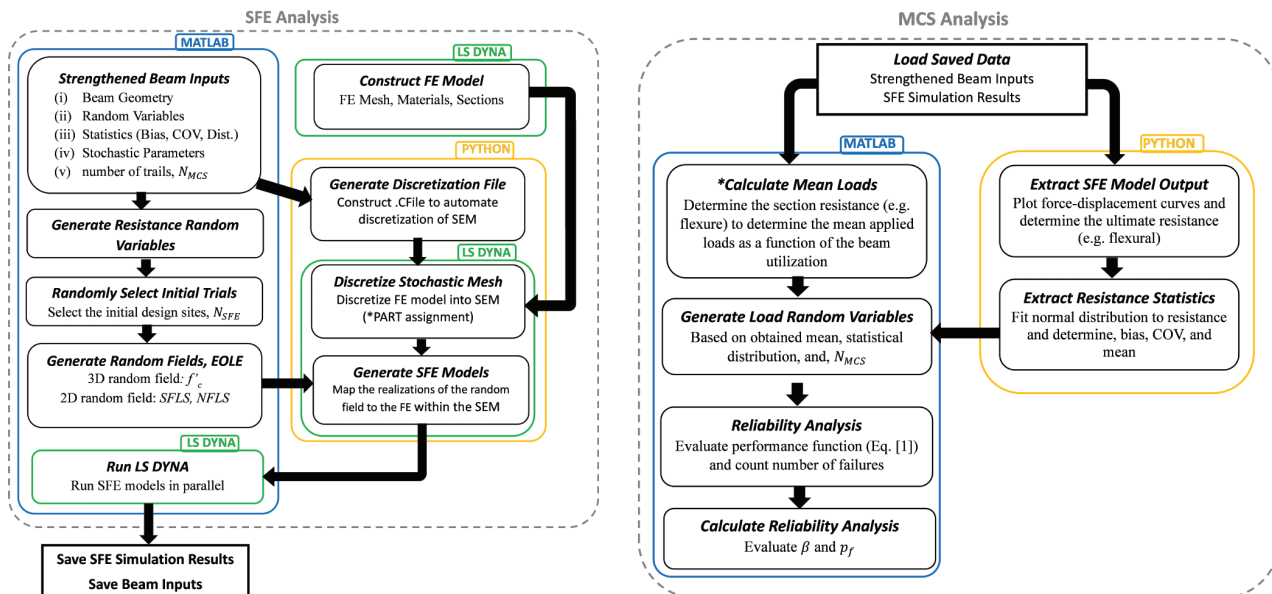 SFE Analysis
MATLAB
Strengthened Beam Inputs
(i) Beam Geometry
(ii) Random Variables
(iii) Statistics (Bias, COV, Dist.)
(iv) Stochastic Parameters
(v) number of trails, N_MCS
Generate Resistance Random
Variables
Randomly Select Initial Trials
Select the initial design sites, N_SFE
Generate Random Fields, EOLE
3D random field: f'_c
2D random field: SFLS, NFLS
LS DYNA
Run LS DYNA
Run SFE models in parallel
Save SFE Simulation Results
Save Beam Inputs
LS DYNA
Construct FE Model
FE Mesh, Materials, Sections
PYTHON
Generate Discretization File
Construct .CFile to automate
discretization of SEM
LS DYNA
Discretize Stochastic Mesh
Discretize FE model into SEM
(*PART assignment)
Generate SFE Models
Map the realizations of the random
field to the FE within the SEM
MCS Analysis
Load Saved Data
Strengthened Beam Inputs
SFE Simulation Results
MATLAB
*Calculate Mean Loads
Determine the section resistance (e.g.
flexure) to determine the mean applied
loads as a function of the beam
utilization
Generate Load Random Variables
Based on obtained mean, statistical
distribution, and, N_MCS
Reliability Analysis
Evaluate performance function (Eq. [1])
and count number of failures
Calculate Reliability Analysis
Evaluate β and p_f
PYTHON
Extract SFE Model Output
Plot force-displacement curves and
determine the ultimate resistance
(e.g. flexural)
Extract Resistance Statistics
Fit normal distribution to resistance
and determine, bias, COV, and
mean